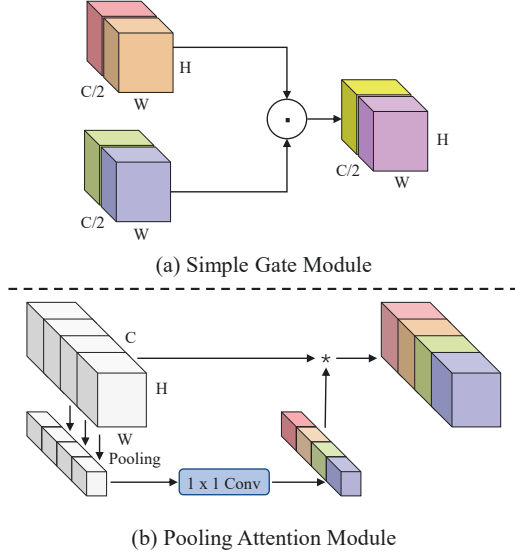 H
C/2
W
H
C/2
W
C/2
W
(a) Simple Gate Module
C
*
H
W
Pooling
1 x 1 Conv
(b) Pooling Attention Module